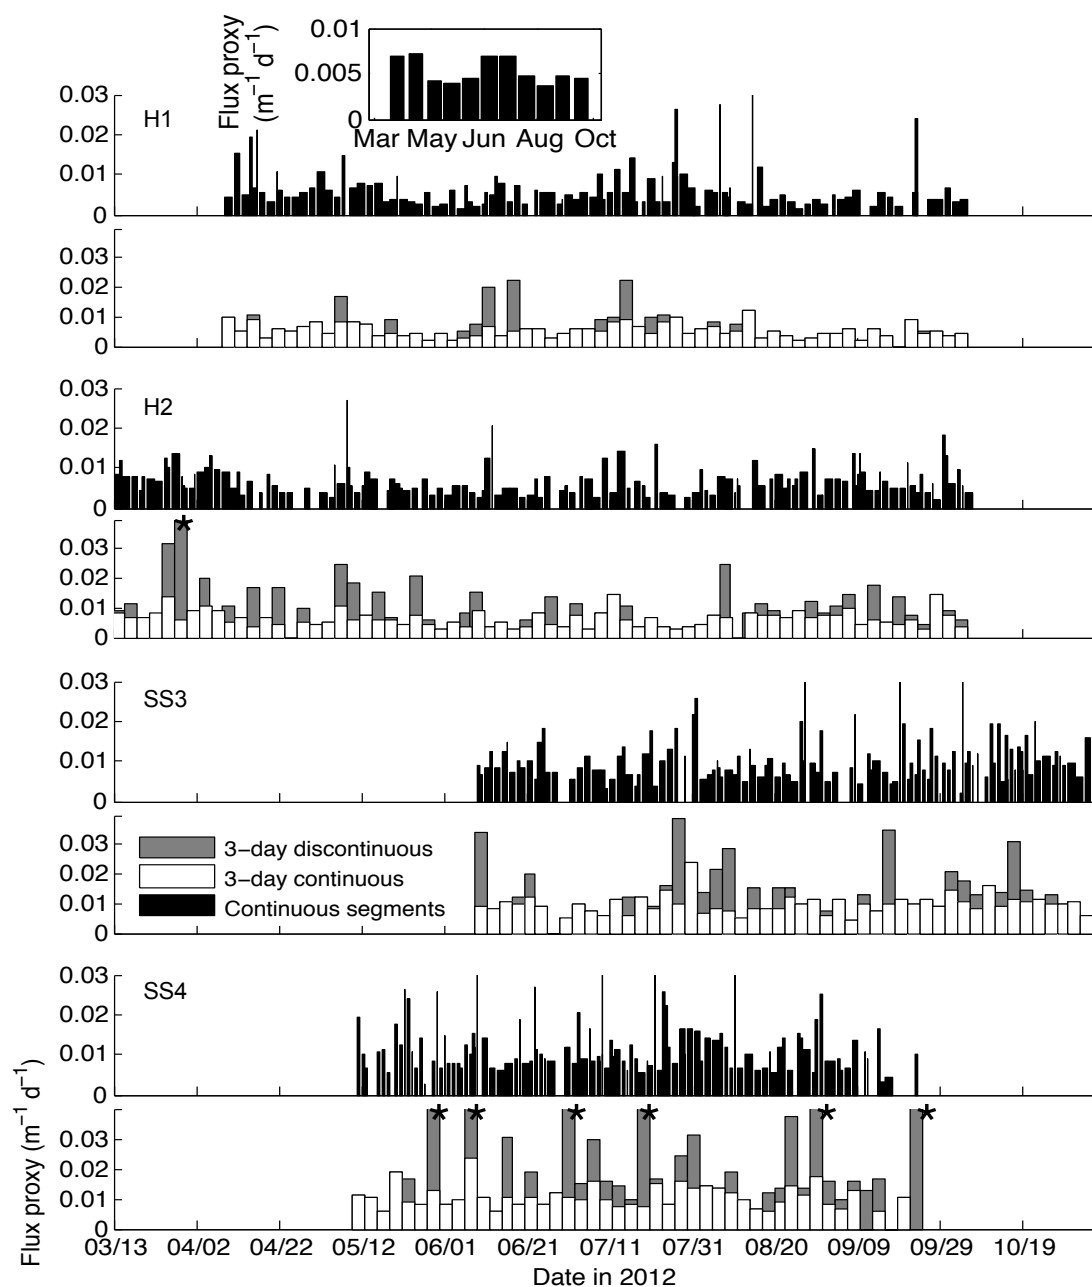 Flux proxy
(m−1 d−1)
0.01
0.005
0
Mar May Jun Aug Oct
H1
0.03
0.02
0.01
0
0.03
0.02
0.01
0
H2
0.03
0.02
0.01
0
*
0.03
0.02
0.01
0
SS3
0.03
0.02
0.01
0
3−day discontinuous
3−day continuous
Continuous segments
0.03
0.02
0.01
0
SS4
0.03
0.02
0.01
0
* * * * * *
0.03
0.02
0.01
0
Flux proxy (m−1 d−1)
03/13 04/02 04/22 05/12 06/01 06/21 07/11 07/31 08/20 09/09 09/29 10/19
Date in 2012